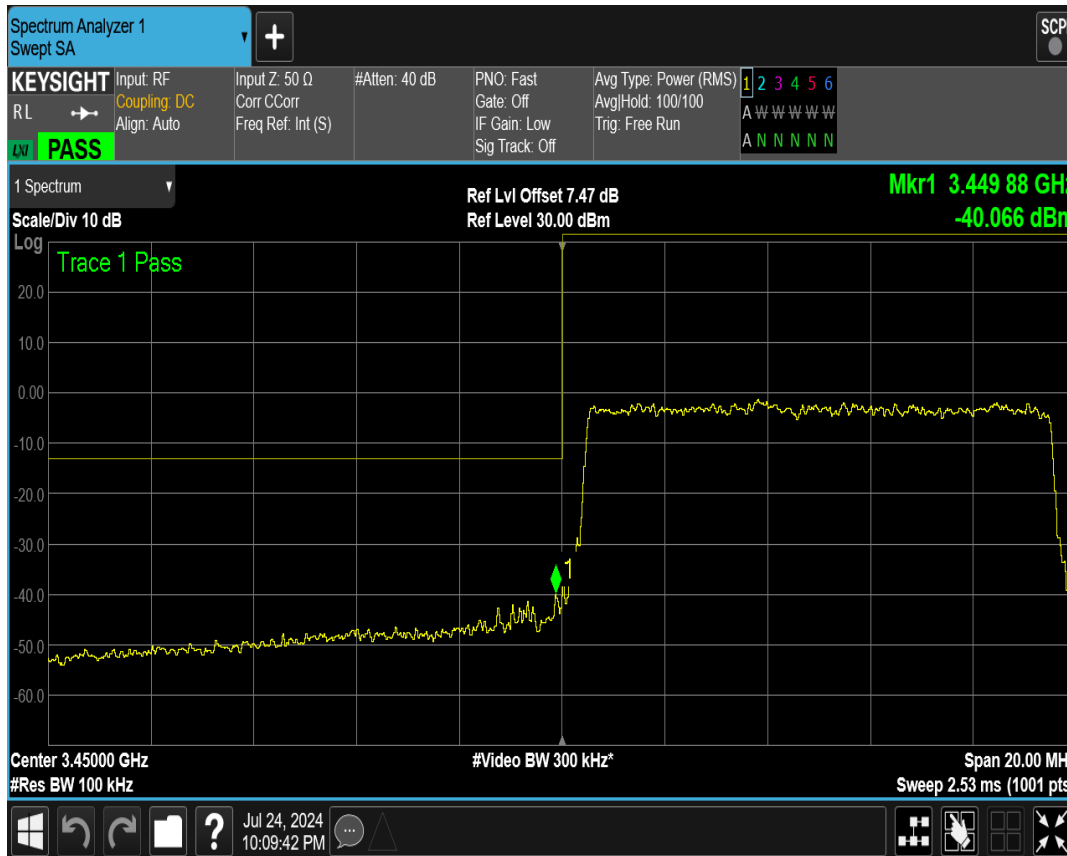 Spectrum Analyzer 1
Swept SA
+
SCP
KEYSIGHT
RL
LXI PASS
Input: RF
Coupling: DC
Align: Auto
Input Z: 50 Ω
Corr CCorr
Freq Ref: Int (S)
#Atten: 40 dB
PNO: Fast
Gate: Off
IF Gain: Low
Sig Track: Off
Avg Type: Power (RMS)
Avg|Hold: 100/100
Trig: Free Run
1 2 3 4 5 6
A W W W W W
A N N N N N
1 Spectrum
Scale/Div 10 dB
Ref Lvl Offset 7.47 dB
Ref Level 30.00 dBm
Mkr1 3.449 88 GHz
-40.066 dBm
Log
Trace 1 Pass
20.0
10.0
0.00
-10.0
-20.0
-30.0
1
-40.0
-50.0
-60.0
Center 3.45000 GHz
#Res BW 100 kHz
#Video BW 300 kHz*
Span 20.00 MH
Sweep 2.53 ms (1001 pts
?
Jul 24, 2024
10:09:42 PM